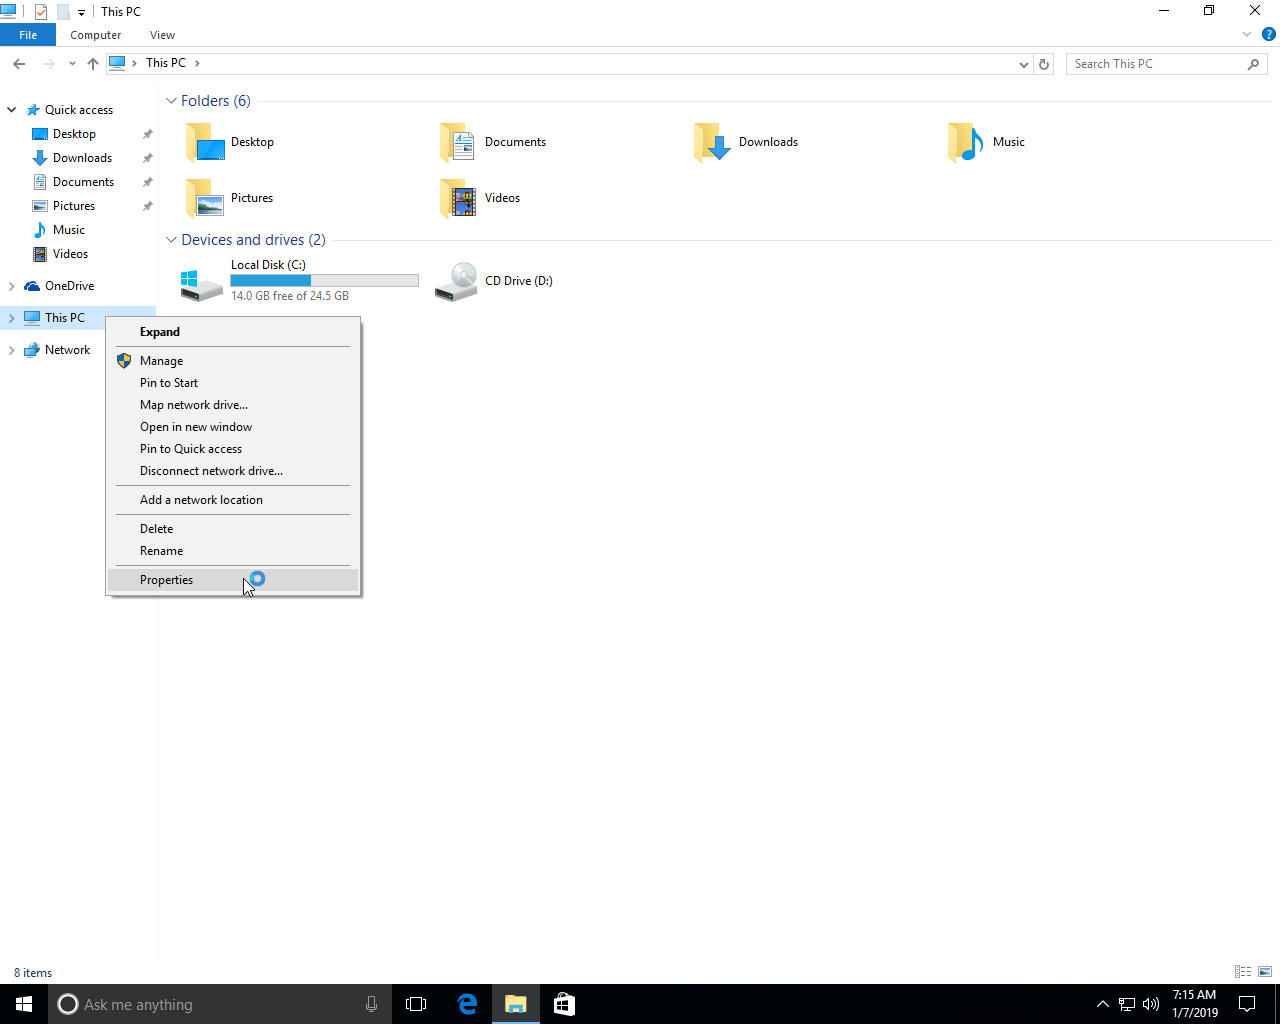 This PC
File
Computer
View
This PC
Search This PC
Quick access
Desktop
Downloads
Documents
Pictures
Music
Videos
OneDrive
This PC
Network
Folders (6)
Desktop
Documents
Downloads
Music
Pictures
Videos
Devices and drives (2)
Local Disk (C:)
14.0 GB free of 24.5 GB
CD Drive (D:)
Expand
Manage
Pin to Start
Map network drive...
Open in new window
Pin to Quick access
Disconnect network drive...
Add a network location
Delete
Rename
Properties
8 items
Ask me anything
7:15 AM
1/7/2019